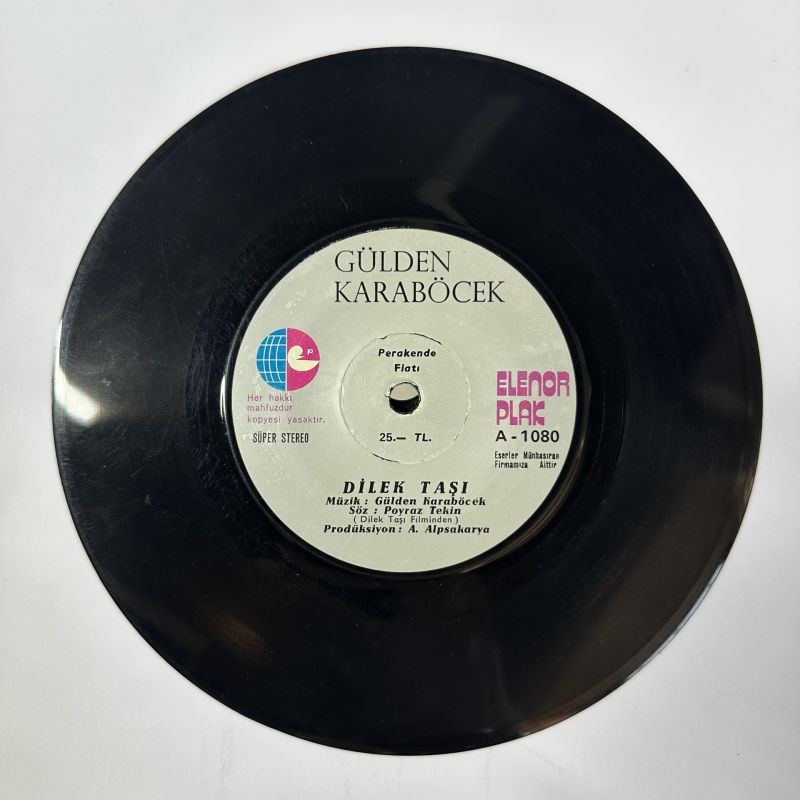 GÜLDEN
KARABÖCEK
Perakende
Fiatı
Her hakkı
mahfuzdur
kopyesi yasaktır.
SÜPER STEREO
25.— TL.
ELENOR
PLAK
A - 1080
Eserler Münhasıran
Firmamıza Aittir
DİLEK TAŞI
Müzik : Gülden Karaböcek
Söz : Poyraz Tekin
( Dilek Taşı Filminden )
Prodüksiyon : A. Alpsakarya